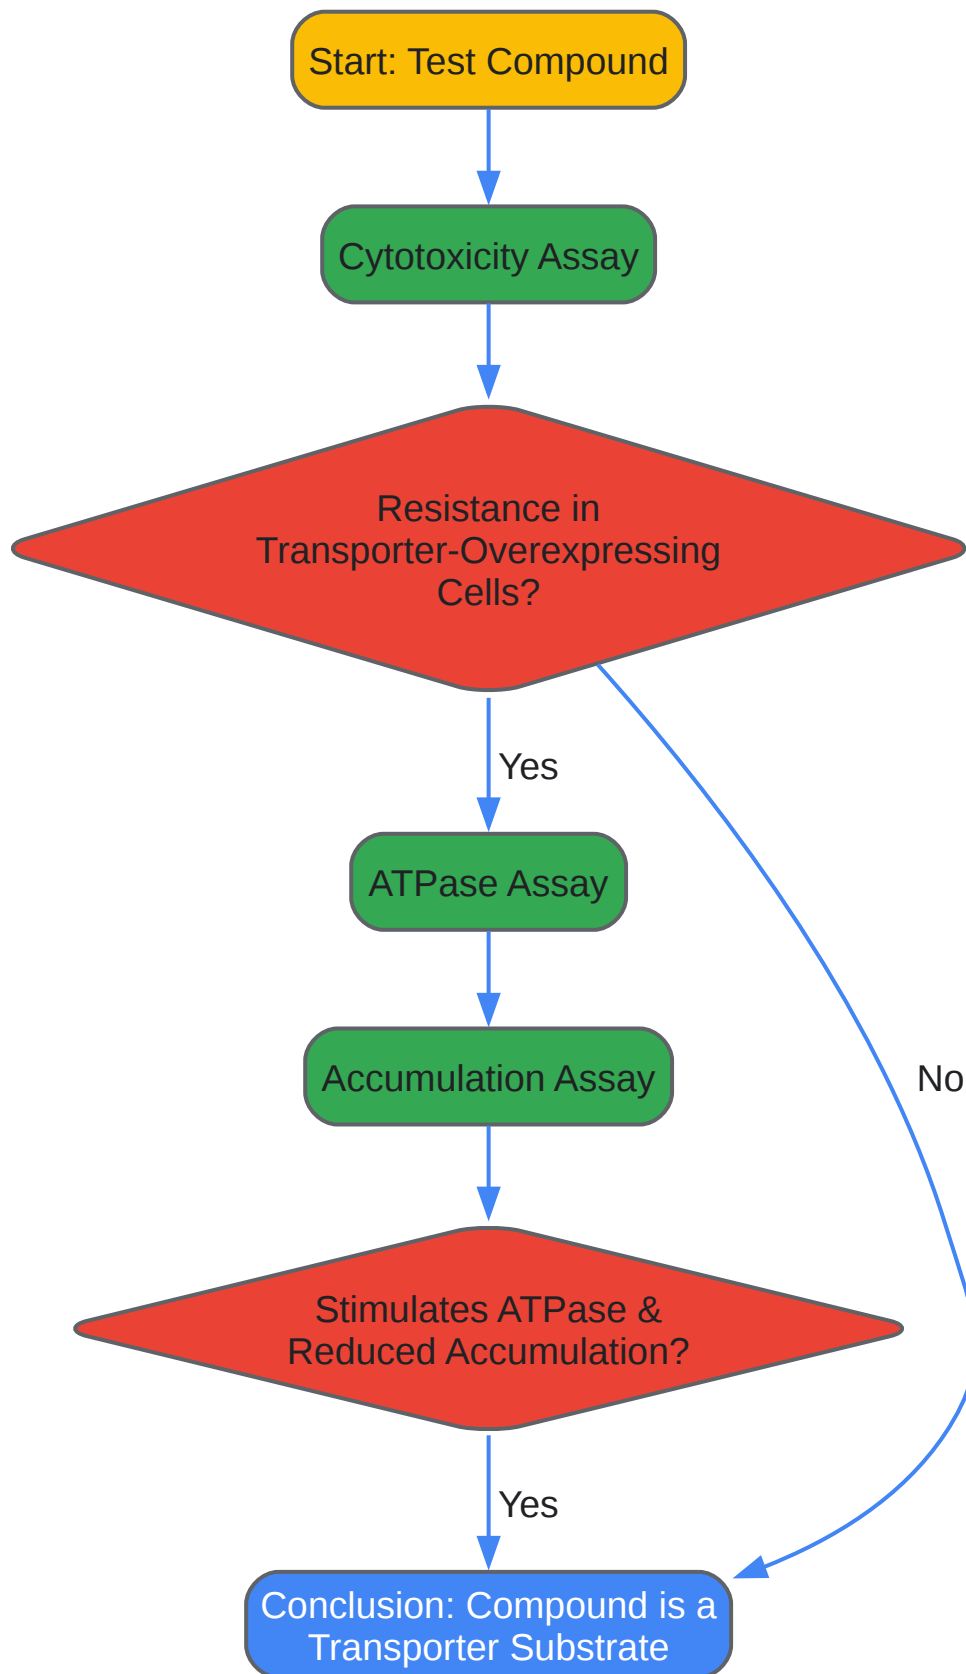 Start: Test Compound
Cytotoxicity Assay
Resistance in
Transporter-Overexpressing
Cells?
Yes
ATPase Assay
Accumulation Assay
No
Stimulates ATPase &
Reduced Accumulation?
Yes
Conclusion: Compound is a
Transporter Substrate